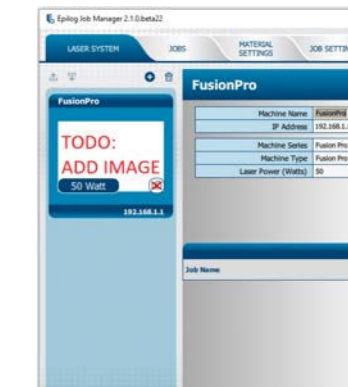 Epilog Job Manager 2.1.0.beta22
LASER SYSTEM
JOBS
MATERIAL
SETTINGS
JOB SETTIN
FusionPro
TODO:
ADD IMAGE
50 Watt
192.168.1.1
FusionPro
Machine Name FusionPro
IP Address 192.168.1.1
Machine Series Fusion Pro
Machine Type Fusion Pro
Laser Power (Watts) 50
Job Name